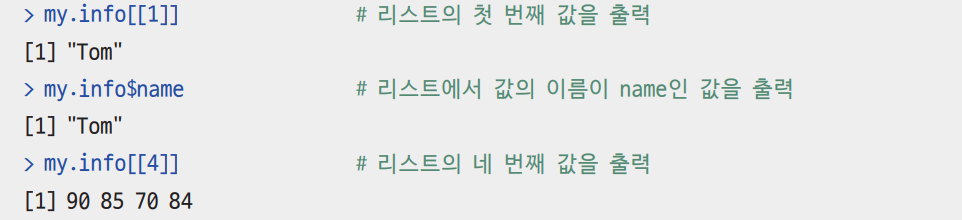 > my.info[[1]] # 리스트의 첫 번째 값을 출력
[1] "Tom"
> my.info$name # 리스트에서 값의 이름이 name인 값을 출력
[1] "Tom"
> my.info[[4]] # 리스트의 네 번째 값을 출력
[1] 90 85 70 84